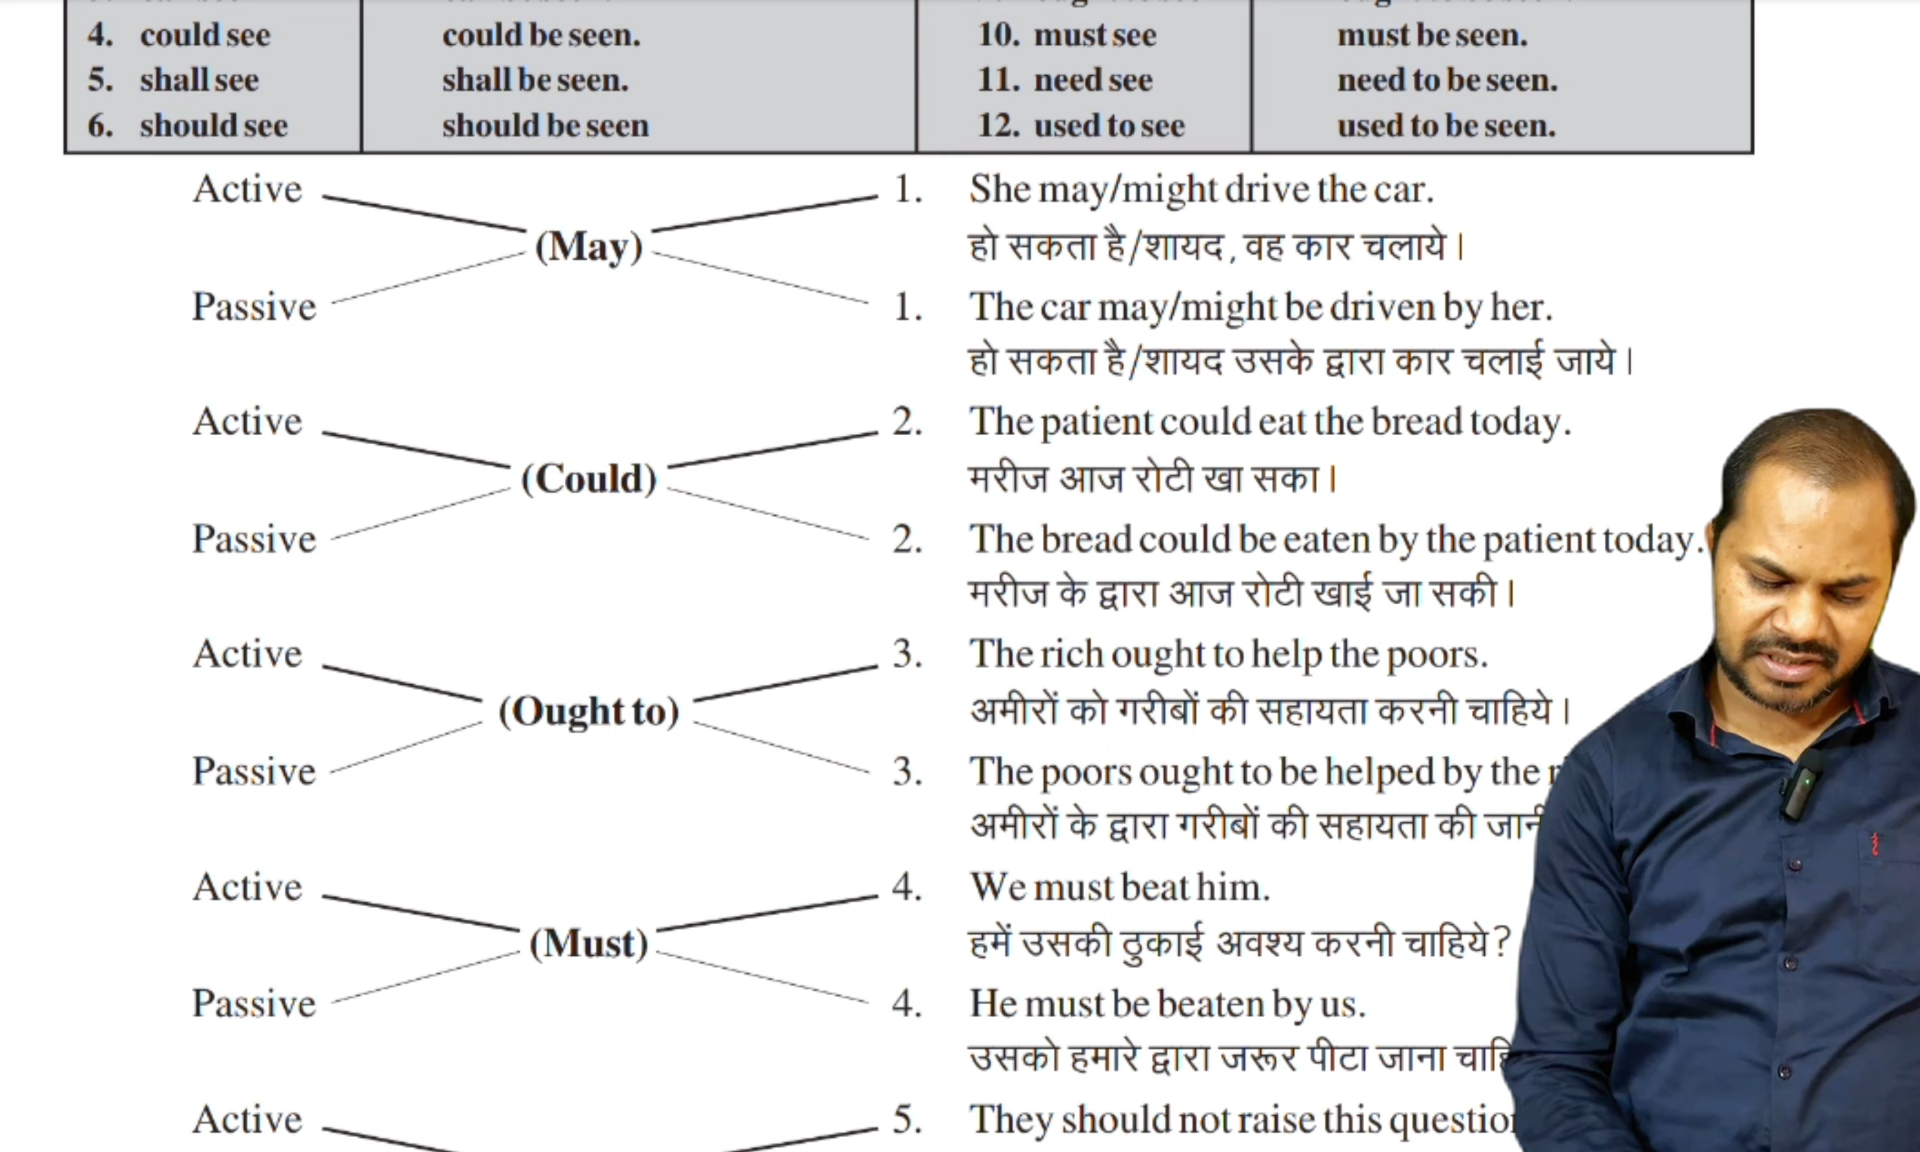 4. could see could be seen. 10. must see must be seen.
5. shall see shall be seen. 11. need see need to be seen.
6. should see should be seen 12. used to see used to be seen.
Active 1. She may/might drive the car.
(May) हो सकता है/शायद, वह कार चलाये।
Passive 1. The car may/might be driven by her.
हो सकता है/शायद उसके द्वारा कार चलाई जाये।
Active 2. The patient could eat the bread today.
(Could) मरीज आज रोटी खा सका।
Passive 2. The bread could be eaten by the patient today.
मरीज के द्वारा आज रोटी खाई जा सकी।
Active 3. The rich ought to help the poors.
(Ought to) अमीरों को गरीबों की सहायता करनी चाहिये।
Passive 3. The poors ought to be helped by the
अमीरों के द्वारा गरीबों की सहायता की
Active 4. We must beat him.
(Must) हमें उसकी ठुकाई अवश्य करनी चाहिये?
Passive 4. He must be beaten by us.
उसको हमारे द्वारा जरूर पीटा जाना
Active 5. They should not raise this